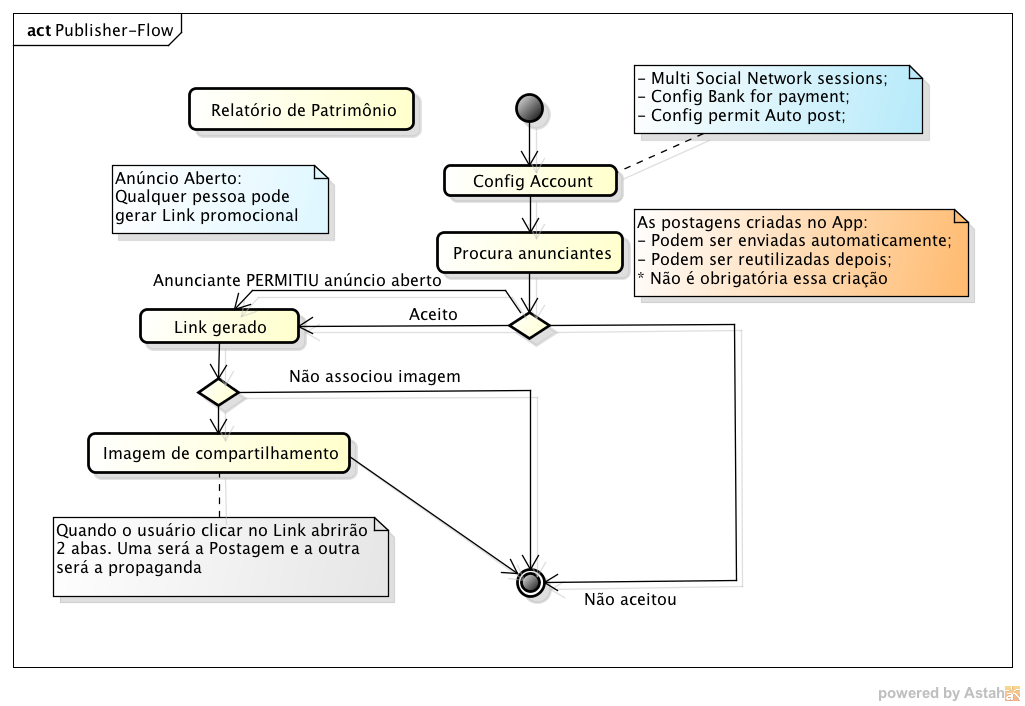 act Publisher-Flow
Relatório de Patrimônio
- Multi Social Network sessions;
- Config Bank for payment;
- Config permit Auto post;
Anúncio Aberto:
Qualquer pessoa pode
gerar Link promocional
Config Account
As postagens criadas no App:
- Podem ser enviadas automaticamente;
- Podem ser reutilizadas depois;
* Não é obrigatória essa criação
Procura anunciantes
Anunciante PERMITIU anúncio aberto
Aceito
Link gerado
Não associou imagem
Imagem de compartilhamento
Quando o usuário clicar no Link abrirão
2 abas. Uma será a Postagem e a outra
será a propaganda
Não aceitou
powered by Astah